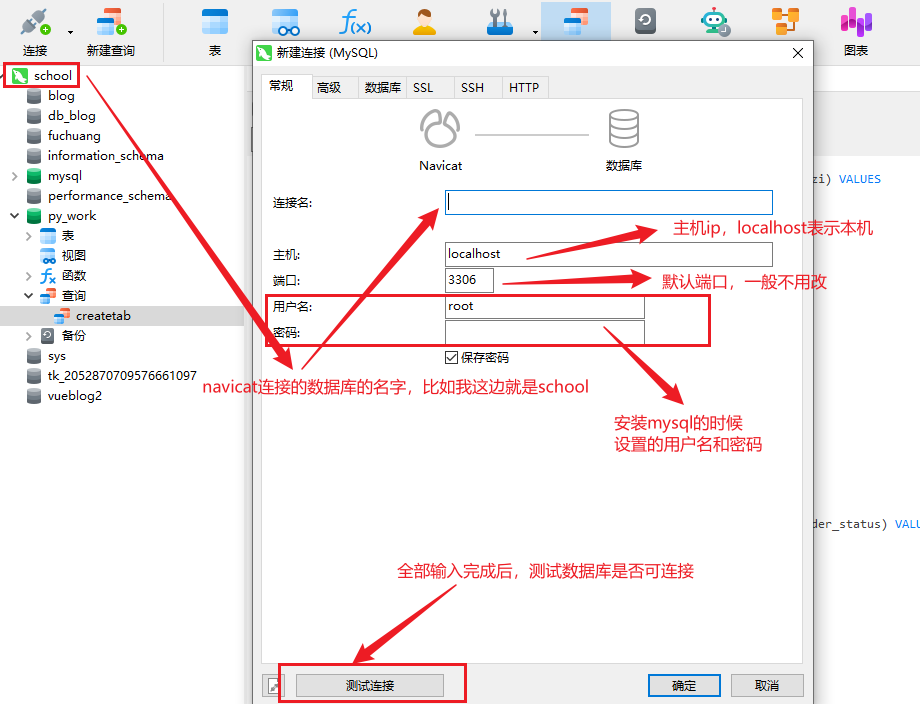 连接
新建查询
表
图表
新建连接 (MySQL)
常规
高级
数据库
SSL
SSH
HTTP
Navicat
数据库
school
blog
db_blog
fuchuang
information_schema
mysql
performance_schema
py_work
表
视图
函数
查询
createtab
备份
sys
tk_2052870709576661097
vueblog2
连接名:
主机:
localhost
主机ip，localhost表示本机
端口:
3306
默认端口，一般不用改
用户名:
root
密码:
保存密码
navicat连接的数据库的名字，比如我这边就是school
安装mysql的时候
设置的用户名和密码
全部输入完成后，测试数据库是否可连接
测试连接
确定
取消
zi) VALUES
der_status) VALU